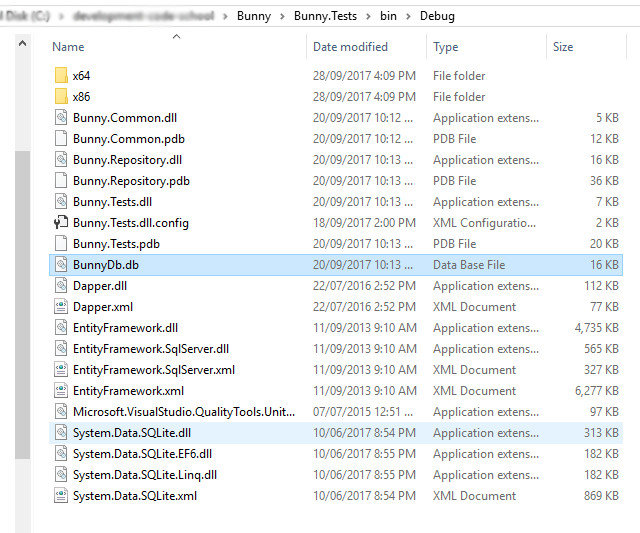 l Disk (C:) › › Bunny › Bunny.Tests › bin › Debug
Name Date modified Type Size
x64 28/09/2017 4:09 PM File folder
x86 28/09/2017 4:09 PM File folder
Bunny.Common.dll 20/09/2017 10:12 ... Application extens... 5 KB
Bunny.Common.pdb 20/09/2017 10:12 ... PDB File 12 KB
Bunny.Repository.dll 20/09/2017 10:13 ... Application extens... 16 KB
Bunny.Repository.pdb 20/09/2017 10:13 ... PDB File 36 KB
Bunny.Tests.dll 20/09/2017 10:13 ... Application extens... 7 KB
Bunny.Tests.dll.config 18/09/2017 2:00 PM XML Configuratio... 2 KB
Bunny.Tests.pdb 20/09/2017 10:13 ... PDB File 20 KB
BunnyDb.db 20/09/2017 10:13 ... Data Base File 16 KB
Dapper.dll 22/07/2016 2:52 PM Application extens... 112 KB
Dapper.xml 22/07/2016 2:52 PM XML Document 77 KB
EntityFramework.dll 11/09/2013 9:10 AM Application extens... 4,735 KB
EntityFramework.SqlServer.dll 11/09/2013 9:10 AM Application extens... 565 KB
EntityFramework.SqlServer.xml 11/09/2013 9:10 AM XML Document 327 KB
EntityFramework.xml 11/09/2013 9:10 AM XML Document 6,277 KB
Microsoft.VisualStudio.QualityTools.Unit... 07/07/2015 12:51 ... Application extens... 97 KB
System.Data.SQLite.dll 10/06/2017 8:54 PM Application extens... 313 KB
System.Data.SQLite.EF6.dll 10/06/2017 8:55 PM Application extens... 182 KB
System.Data.SQLite.Linq.dll 10/06/2017 8:55 PM Application extens... 182 KB
System.Data.SQLite.xml 10/06/2017 8:54 PM XML Document 869 KB